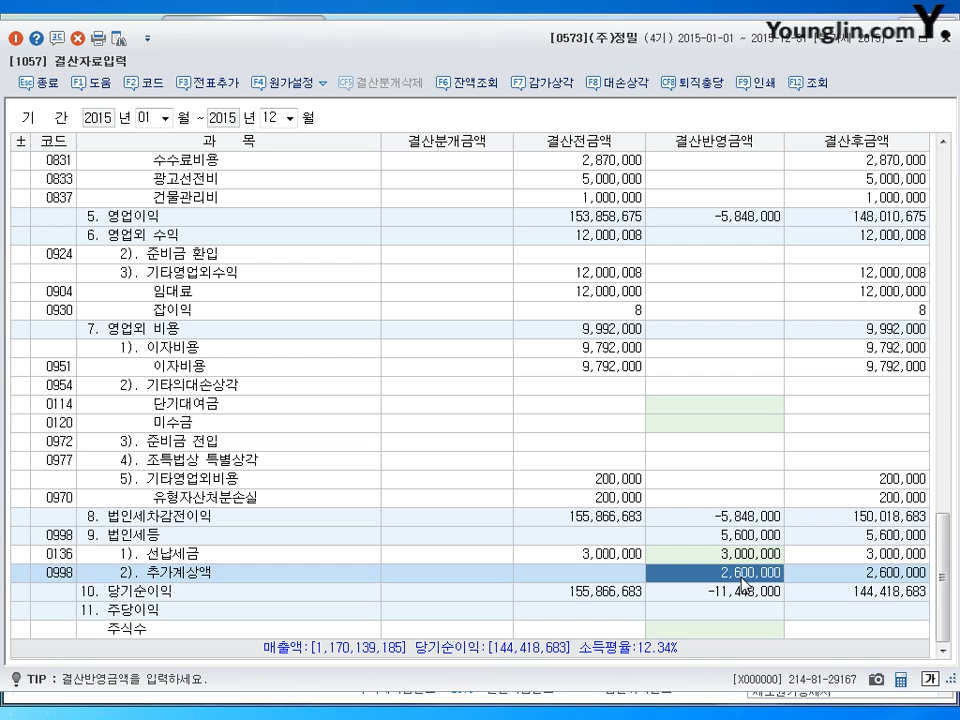 Younglin.com Y.
[0573](주)정밀 (4기) 2015-01-01 ~ 2015-12-31
[1057] 결산자료입력
Esc 종료 F1 도움 F2 코드 F3 전표추가 F4 원가설정 CF5 결산분개삭제 F6 잔액조회 F7 감가상각 F8 대손상각 CF8 퇴직충당 F9 인쇄 F12 조회
기 간 2015 년 01 월 ~ 2015 년 12 월
± 코드 과 목 결산분개금액 결산전금액 결산반영금액 결산후금액
0831 수수료비용 2,870,000 2,870,000
0833 광고선전비 5,000,000 5,000,000
0837 건물관리비 1,000,000 1,000,000
5. 영업이익 153,858,675 -5,848,000 148,010,675
6. 영업외 수익 12,000,008 12,000,008
0924 2). 준비금 환입
3). 기타영업외수익 12,000,008 12,000,008
0904 임대료 12,000,000 12,000,000
0930 잡이익 8 8
7. 영업외 비용 9,992,000 9,992,000
1). 이자비용 9,792,000 9,792,000
0951 이자비용 9,792,000 9,792,000
0954 2). 기타의대손상각
0114 단기대여금
0120 미수금
0972 3). 준비금 전입
0977 4). 조특법상 특별상각
5). 기타영업외비용 200,000 200,000
0970 유형자산처분손실 200,000 200,000
8. 법인세차감전이익 155,866,683 -5,848,000 150,018,683
0998 9. 법인세등 5,600,000 5,600,000
0136 1). 선납세금 3,000,000 3,000,000 3,000,000
0998 2). 추가계상액 2,600,000 2,600,000
10. 당기순이익 155,866,683 -11,448,000 144,418,683
11. 주당이익
주식수
매출액:[1,170,139,185] 당기순이익:[144,418,683] 소득평율:12.34%
TIP : 결산반영금액을 입력하세요. [X000000] 214-81-29167 가